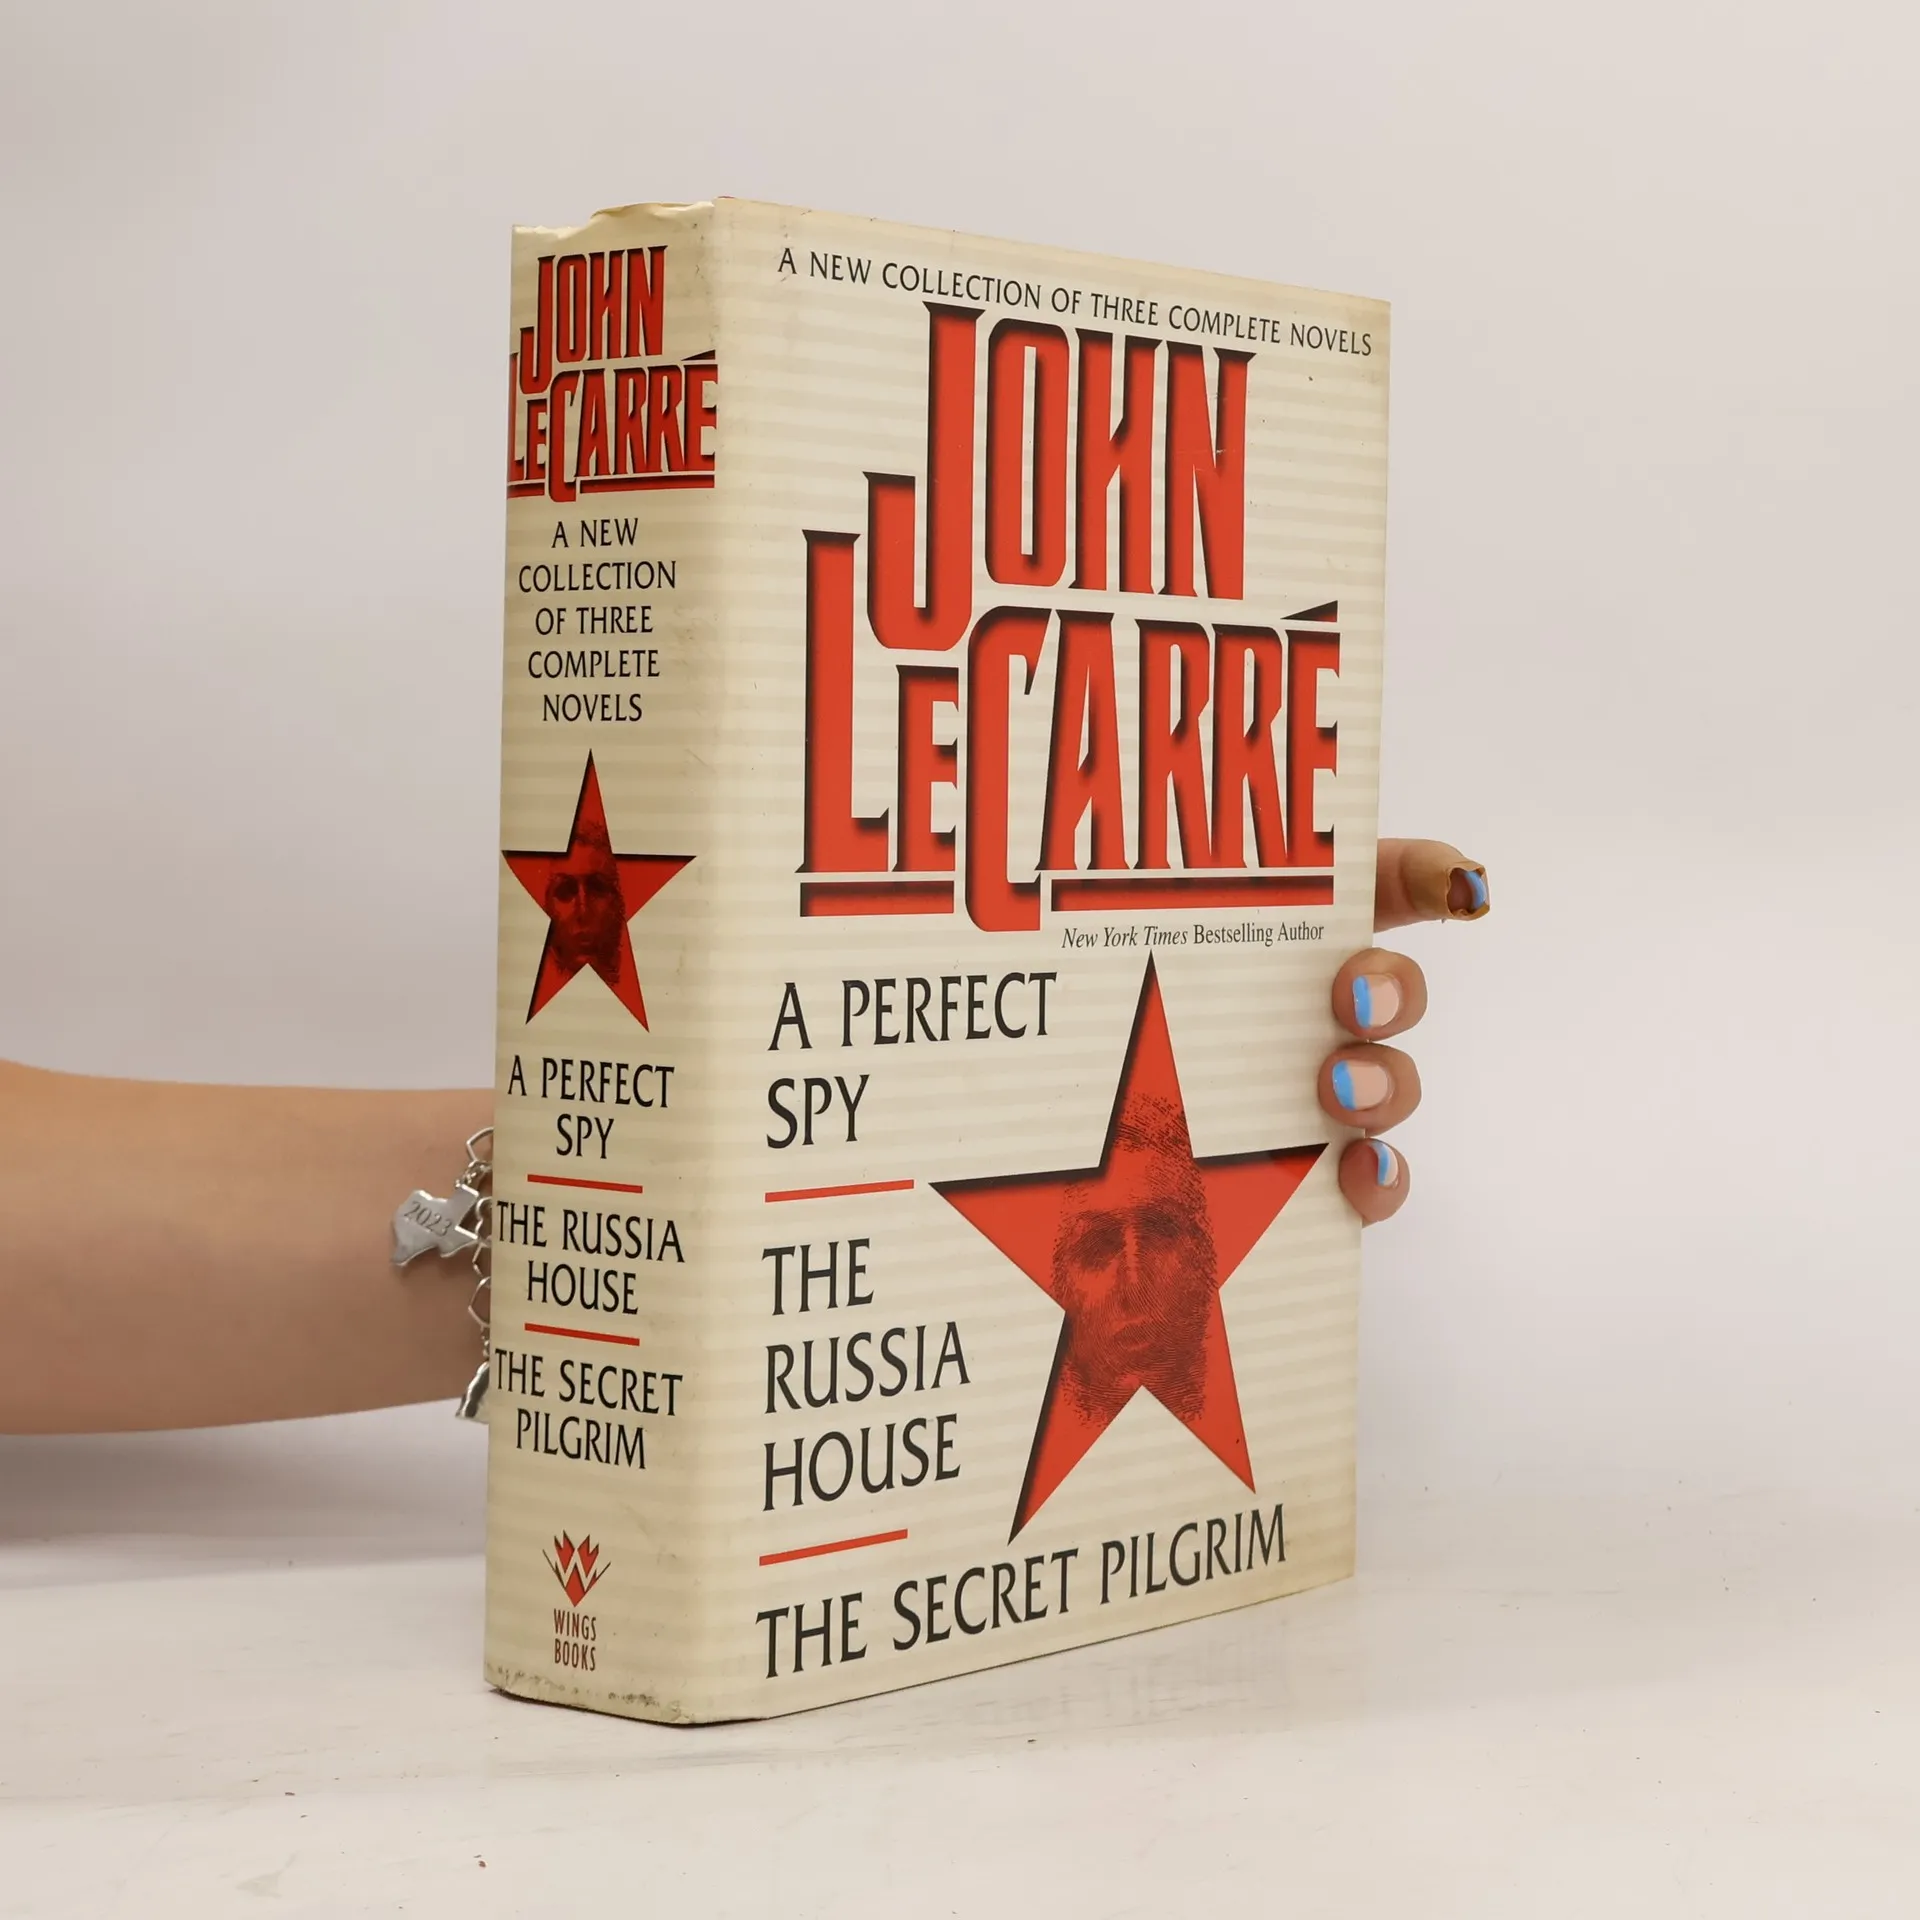 JOHN
LECARRÉ
A NEW
COLLECTION
OF THREE
COMPLETE
NOVELS
A PERFECT
SPY
THE RUSSIA
HOUSE
THE SECRET
PILGRIM
WINGS
BOOKS
A NEW COLLECTION OF THREE COMPLETE NOVELS
JOHN
LECARRÉ
New York Times Bestselling Author
A PERFECT
SPY
THE
RUSSIA
HOUSE
THE SECRET PILGRIM
2023